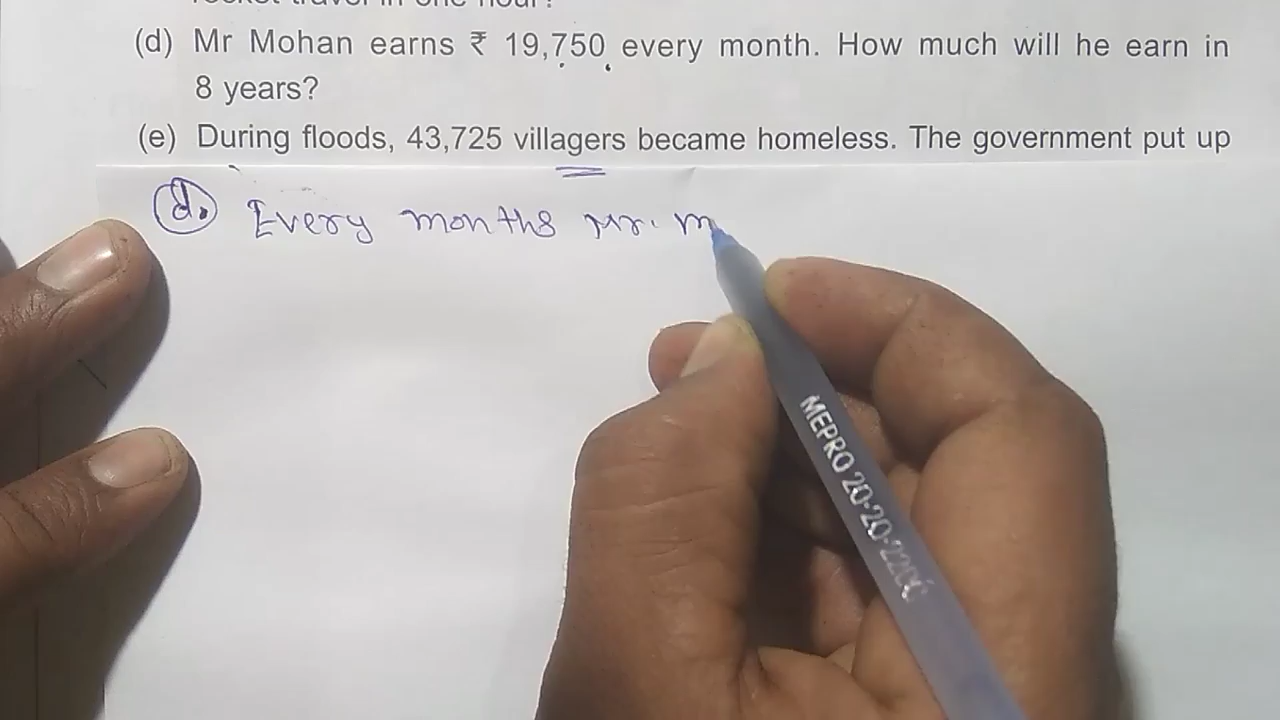 (d) Mr Mohan earns ₹ 19,750 every month. How much will he earn in
8 years?
(e) During floods, 43,725 villagers became homeless. The government put up
d. Every months Mr. M
MEPRO 20-20-2200